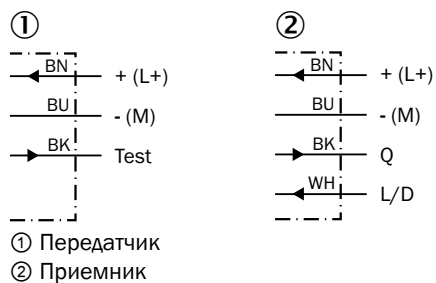 ① ②
BN + (L+) BN + (L+)
BU - (M) BU - (M)
BK Test BK Q
WH L/D
① Передатчик
② Приемник